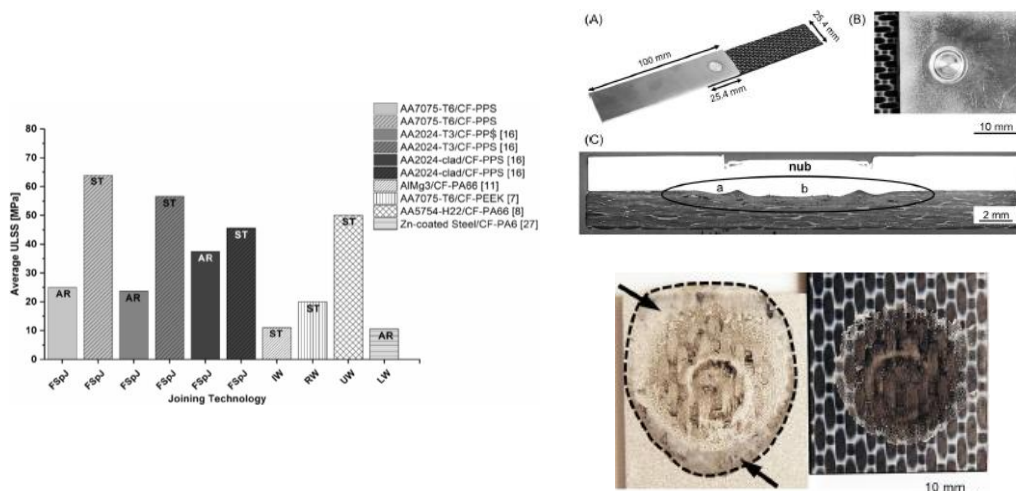 AA7075-T6/CF-PPS
AA7075-T6/CF-PPS
AA2024-T3/CF-PPS [16]
AA2024-T3/CF-PPS [16]
AA2024-clad/CF-PPS [16]
AA2024-clad/CF-PPS [16]
AlMg3/CF-PA66 [11]
AA7075-T6/CF-PEEK [7]
AA5754-H22/CF-PA66 [8]
Zn-coated Steel/CF-PA6 [27]
Average ULSS [MPa]
80
70
60
50
40
30
20
10
0
AR
ST
AR
ST
AR
ST
ST
ST
ST
AR
FSpJ
FSpJ
FSpJ
FSpJ
FSpJ
FSpJ
IW
RW
UW
LW
Joining Technology
(A)
100 mm
25.4 mm
25.4 mm
(B)
10 mm
(C)
nub
a
b
2 mm
10 mm